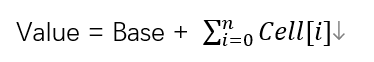 Value = Base + ∑ⁿᵢ₌₀ Cell[i]↓